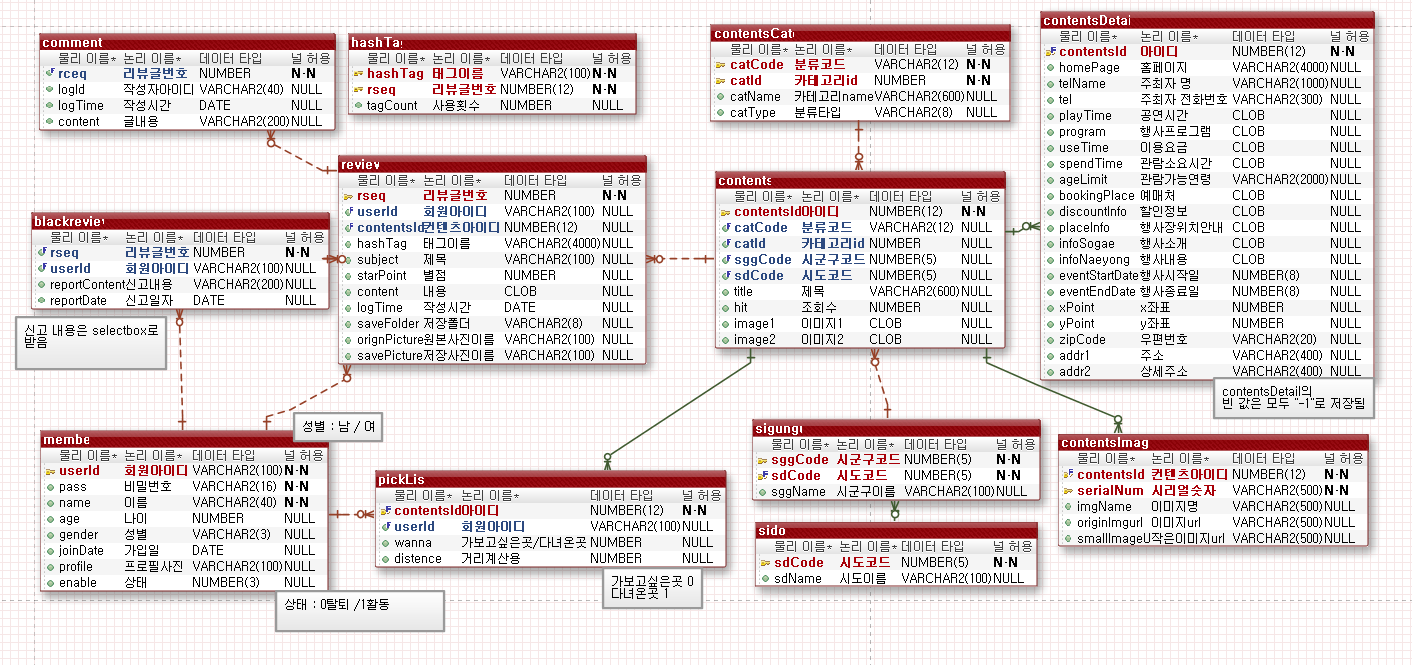 comment
물리 이름* 논리 이름* 데이터 타입 널 허용
rceq 리뷰글번호 NUMBER N-N
logId 작성자아이디 VARCHAR2(40) NULL
logTime 작성시간 DATE NULL
content 글내용 VARCHAR2(200) NULL
hashTa
물리 이름* 논리 이름* 데이터 타입 널 허용
hashTag 태그이름 VARCHAR2(100) N-N
rseq 리뷰글번호 NUMBER(12) N-N
tagCount 사용횟수 NUMBER NULL
contentsCat
물리 이름* 논리 이름* 데이터 타입 널 허용
catCode 분류코드 VARCHAR2(12) N-N
catId 카테고리id NUMBER N-N
catName 카테고리name VARCHAR2(600) NULL
catType 분류타입 VARCHAR2(8) NULL
contentsDetai
물리 이름* 논리 이름* 데이터 타입 널 허용
contentsId 아이디 NUMBER(12) N-N
homePage 홈페이지 VARCHAR2(4000) NULL
telName 주최자 명 VARCHAR2(1000) NULL
tel 주최자 전화번호 VARCHAR2(300) NULL
playTime 공연시간 CLOB NULL
program 행사프로그램 CLOB NULL
useTime 이용요금 CLOB NULL
spendTime 관람소요시간 CLOB NULL
ageLimit 관람가능연령 VARCHAR2(2000) NULL
bookingPlace 예매처 CLOB NULL
discountInfo 할인정보 CLOB NULL
placeInfo 행사장위치안내 CLOB NULL
infoSogae 행사소개 CLOB NULL
infoNaeyong 행사내용 CLOB NULL
eventStartDate 행사시작일 NUMBER(8) NULL
eventEndDate 행사종료일 NUMBER(8) NULL
xPoint x좌표 NUMBER NULL
yPoint y좌표 NUMBER NULL
zipCode 우편번호 VARCHAR2(20) NULL
addr1 주소 VARCHAR2(400) NULL
addr2 상세주소 VARCHAR2(400) NULL
contentsDetail의
빈 값은 모두 "-1"로 저장됨
review
물리 이름* 논리 이름* 데이터 타입 널 허용
rseq 리뷰글번호 NUMBER N-N
userId 회원아이디 VARCHAR2(100) NULL
contentsId 컨텐츠아이디 NUMBER(12) NULL
hashTag 태그이름 VARCHAR2(4000) NULL
subject 제목 VARCHAR2(100) NULL
starPoint 별점 NUMBER NULL
content 내용 CLOB NULL
logTime 작성시간 DATE NULL
saveFolder 저장폴더 VARCHAR2(8) NULL
orignPicture 원본사진이름 VARCHAR2(100) NULL
savePicture 저장사진이름 VARCHAR2(100) NULL
contents
물리 이름* 논리 이름* 데이터 타입 널 허용
contentsId 아이디 NUMBER(12) N-N
catCode 분류코드 VARCHAR2(12) NULL
catId 카테고리id NUMBER NULL
sggCode 시군구코드 NUMBER(5) NULL
sdCode 시도코드 NUMBER(5) NULL
title 제목 VARCHAR2(600) NULL
hit 조회수 NUMBER NULL
image1 이미지1 CLOB NULL
image2 이미지2 CLOB NULL
blackreview
물리 이름* 논리 이름* 데이터 타입 널 허용
rseq 리뷰글번호 NUMBER N-N
userId 회원아이디 VARCHAR2(100) NULL
reportContent 신고내용 VARCHAR2(200) NULL
reportDate 신고일자 DATE NULL
신고 내용은 selectbox로
받음
성별 : 남 / 여
membe
물리 이름* 논리 이름* 데이터 타입 널 허용
userId 회원아이디 VARCHAR2(100) N-N
pass 비밀번호 VARCHAR2(16) N-N
name 이름 VARCHAR2(40) N-N
age 나이 NUMBER NULL
gender 성별 VARCHAR2(3) NULL
joinDate 가입일 DATE NULL
profile 프로필사진 VARCHAR2(100) NULL
enable 상태 NUMBER(3) NULL
상태 : 0탈퇴 /1활동
pickLis
물리 이름* 논리 이름* 데이터 타입 널 허용
contentsId 아이디 NUMBER(12) N-N
userId 회원아이디 VARCHAR2(100) NULL
wanna 가보고싶은곳/다녀온곳 NUMBER NULL
distence 거리계산용 NUMBER NULL
가보고싶은곳 0
다녀온곳 1
sigungu
물리 이름* 논리 이름* 데이터 타입 널 허용
sggCode 시군구코드 NUMBER(5) N-N
sdCode 시도코드 NUMBER(5) N-N
sggName 시군구이름 VARCHAR2(100) NULL
sido
물리 이름* 논리 이름* 데이터 타입 널 허용
sdCode 시도코드 NUMBER(5) N-N
sdName 시도이름 VARCHAR2(100) NULL
contentsImag
물리 이름* 논리 이름* 데이터 타입 널 허용
contentsId 컨텐츠아이디 NUMBER(12) N-N
serialNum 시리얼숫자 VARCHAR2(500) N-N
imgName 이미지명 VARCHAR2(500) NULL
originImgurl 이미지url VARCHAR2(500) NULL
smallImageU 작은이미지url VARCHAR2(500) NULL